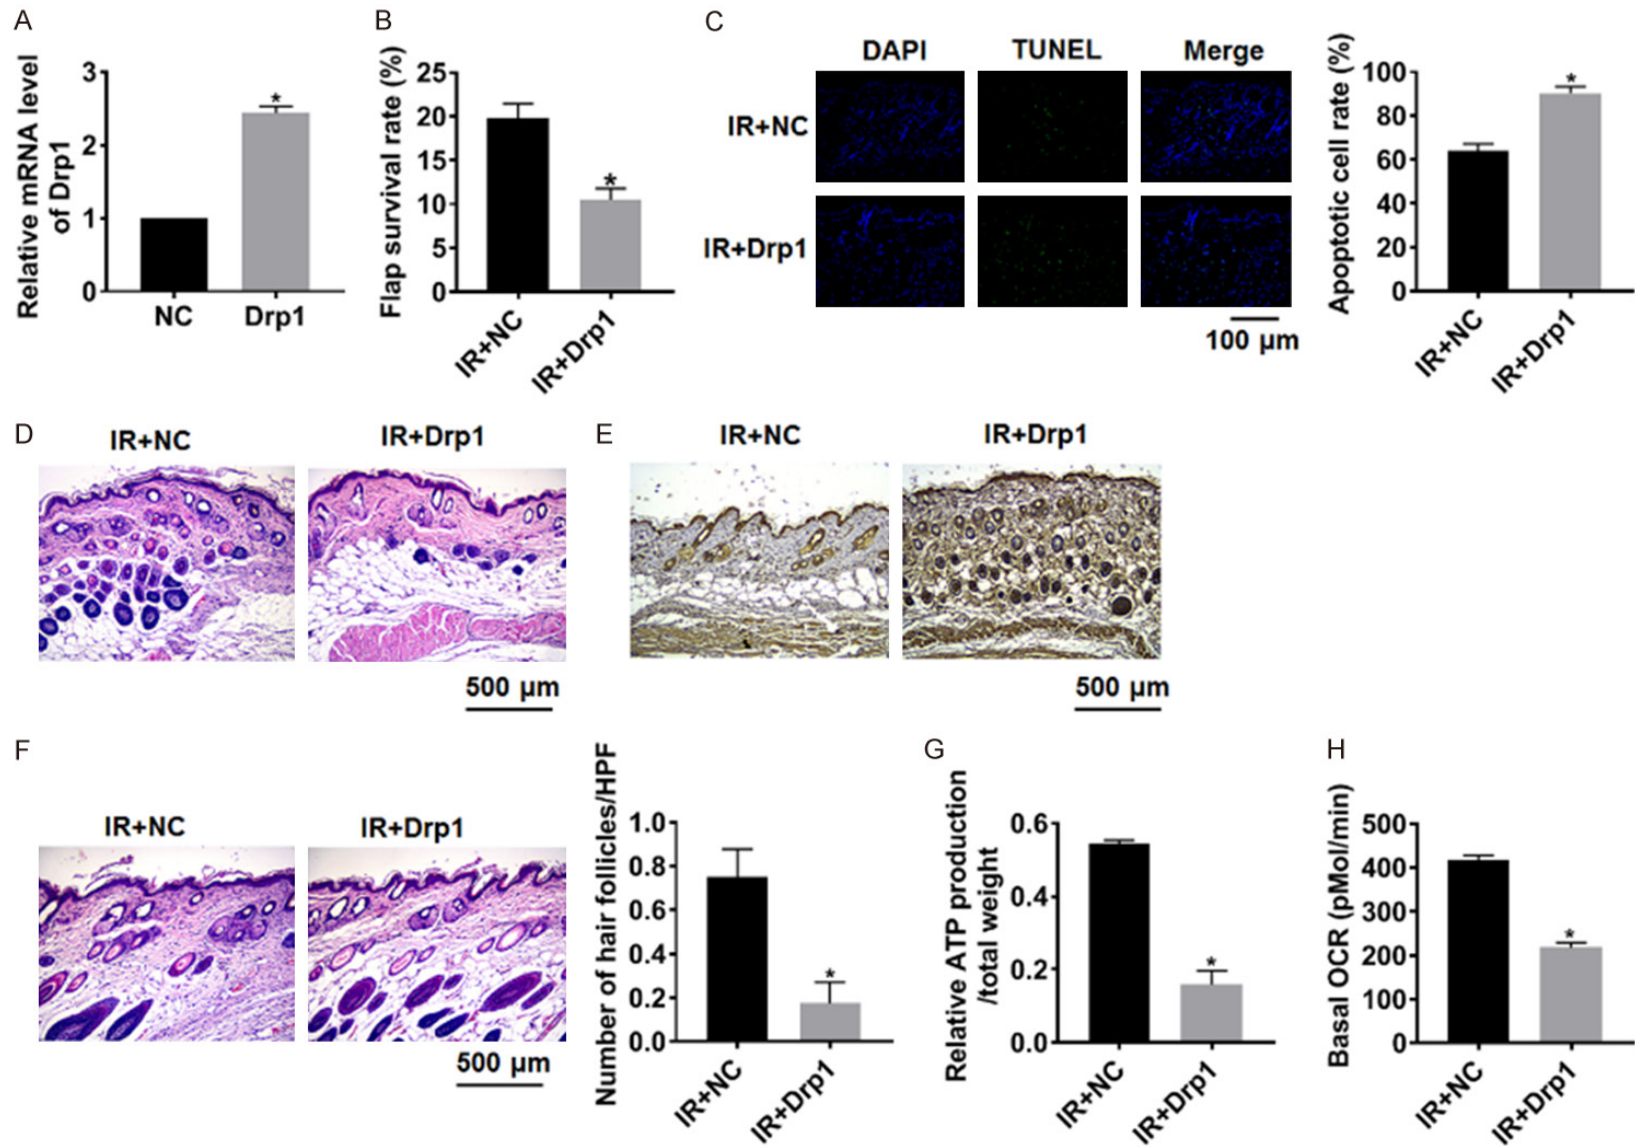 A
Relative mRNA level
of Drp1
3
2
1
0
NC
Drp1
*
B
Flap survival rate (%)
25
20
15
10
5
0
*
IR+NC
IR+Drp1
C
DAPI
TUNEL
Merge
IR+NC
IR+Drp1
100 µm
Apoptotic cell rate (%)
100
80
60
40
20
0
*
IR+NC
IR+Drp1
D
IR+NC
IR+Drp1
500 µm
E
IR+NC
IR+Drp1
500 µm
F
IR+NC
IR+Drp1
500 µm
Number of hair follicles/HPF
1.0
0.8
0.6
0.4
0.2
0.0
*
IR+NC
IR+Drp1
G
Relative ATP production
/total weight
0.6
0.4
0.2
0.0
*
IR+NC
IR+Drp1
H
Basal OCR (pMol/min)
500
400
300
200
100
0
*
IR+NC
IR+Drp1